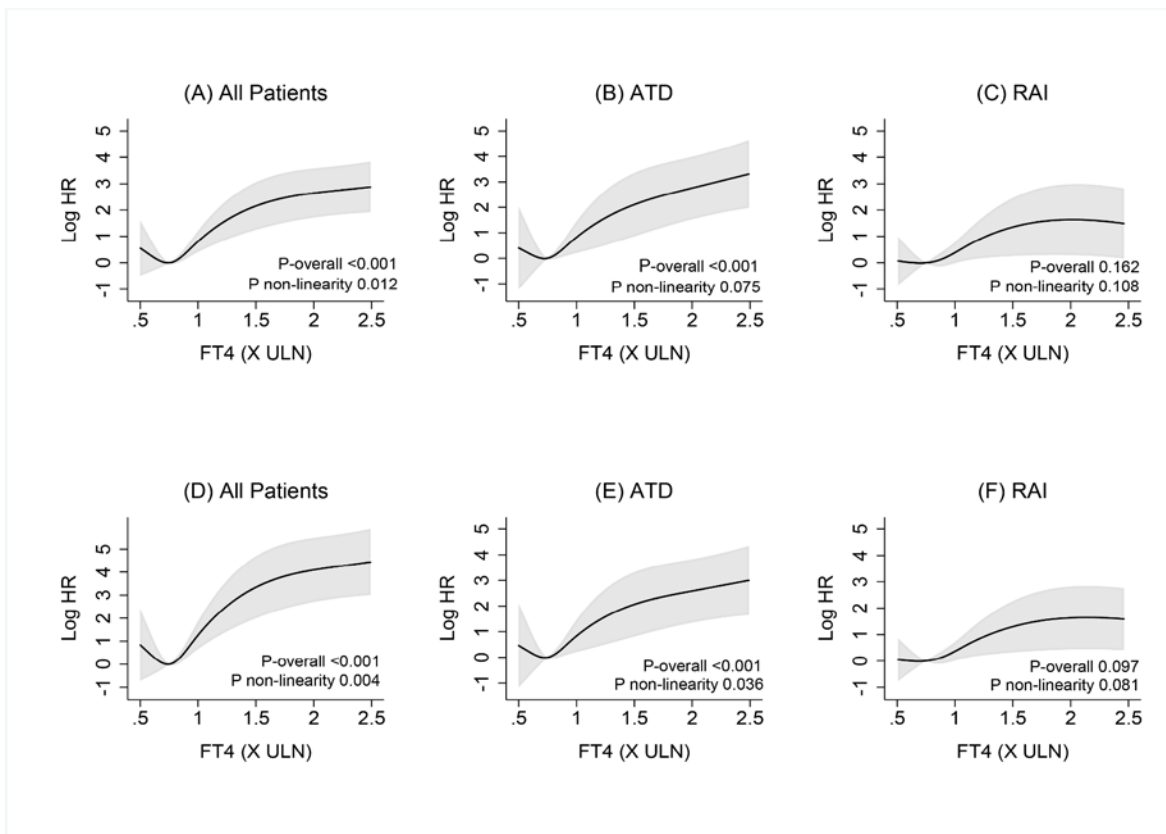 (A) All Patients
(B) ATD
(C) RAI
Log HR
5
4
3
2
1
0
-1
P-overall <0.001
P non-linearity 0.012
.5 1 1.5 2 2.5
FT4 (X ULN)
Log HR
5
4
3
2
1
0
-1
P-overall <0.001
P non-linearity 0.075
.5 1 1.5 2 2.5
FT4 (X ULN)
Log HR
5
4
3
2
1
0
-1
P-overall 0.162
P non-linearity 0.108
.5 1 1.5 2 2.5
FT4 (X ULN)
(D) All Patients
(E) ATD
(F) RAI
Log HR
5
4
3
2
1
0
-1
P-overall <0.001
P non-linearity 0.004
.5 1 1.5 2 2.5
FT4 (X ULN)
Log HR
5
4
3
2
1
0
-1
P-overall <0.001
P non-linearity 0.036
.5 1 1.5 2 2.5
FT4 (X ULN)
Log HR
5
4
3
2
1
0
-1
P-overall 0.097
P non-linearity 0.081
.5 1 1.5 2 2.5
FT4 (X ULN)